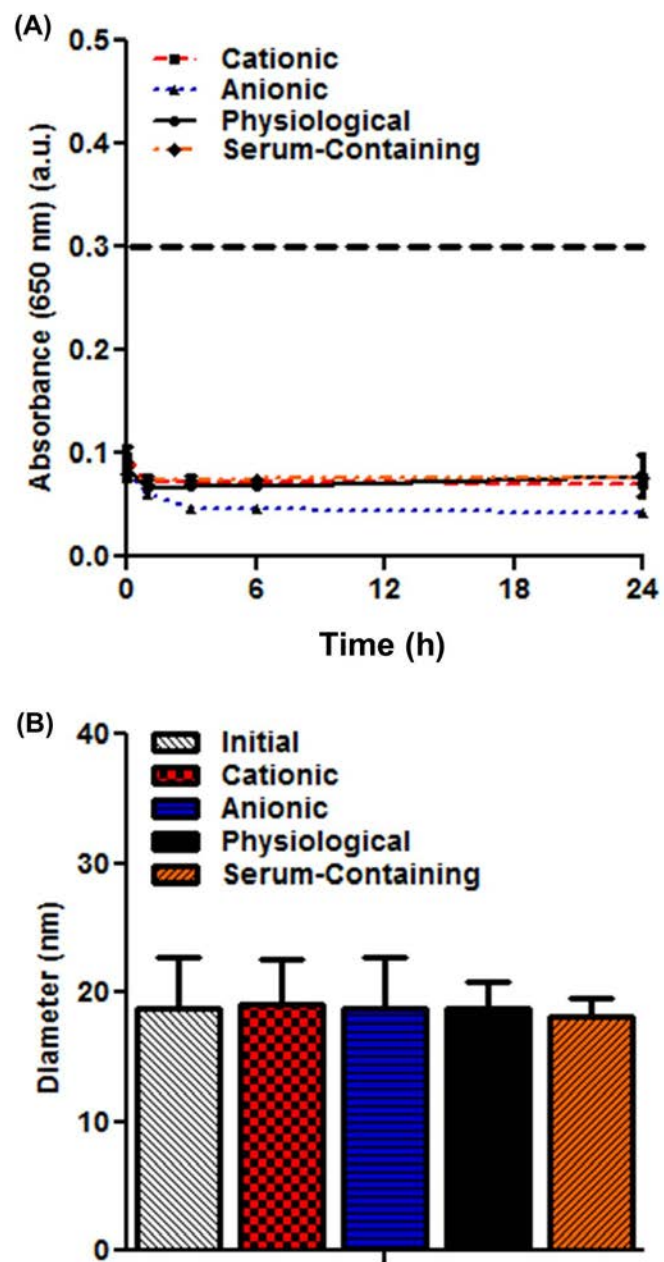 (A)
0.5
0.4
0.3
0.2
0.1
0.0
Absorbance (650 nm) (a.u.)
Cationic
Anionic
Physiological
Serum-Containing
0 6 12 18 24
Time (h)
(B)
40
30
20
10
0
Diameter (nm)
Initial
Cationic
Anionic
Physiological
Serum-Containing